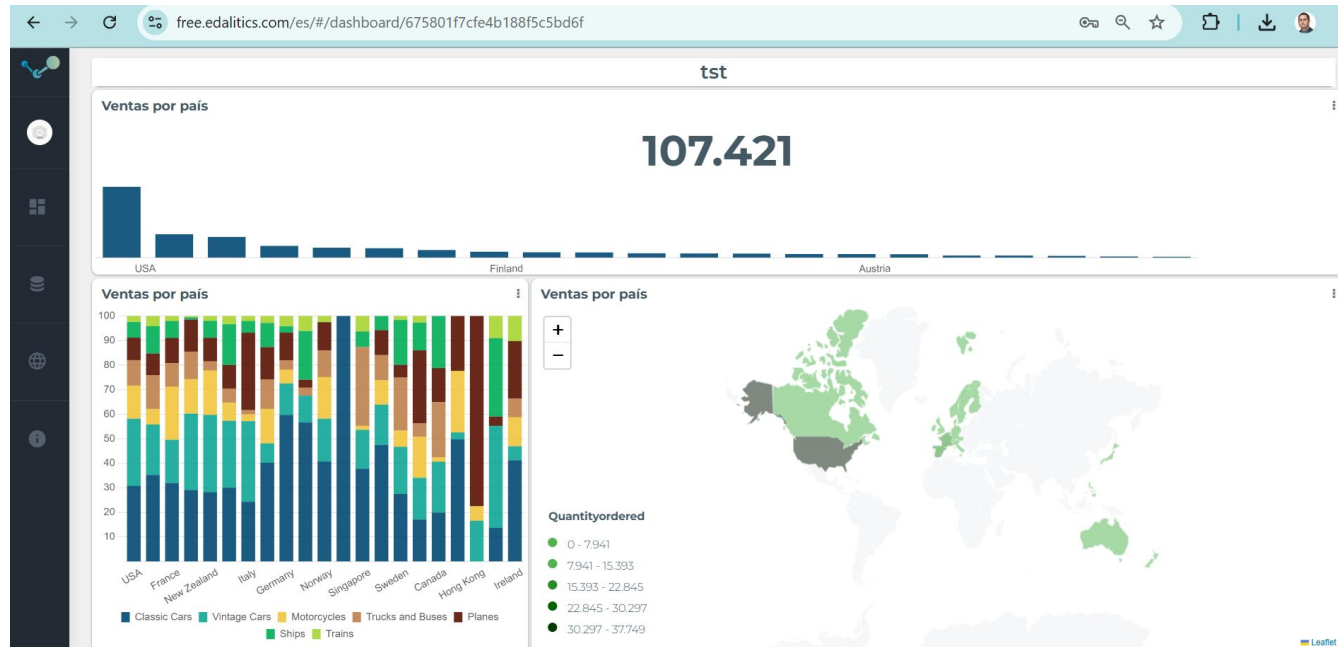 free.edalitics.com/es/#/dashboard/675801f7cfe4b188f5c5bd6f
tst
Ventas por país
107.421
USA Finland Austria
Ventas por país
100
90
80
70
60
50
40
30
20
10
USA France New Zealand Italy Germany Norway Singapore Sweden Canada Hong Kong Ireland
Classic Cars Vintage Cars Motorcycles Trucks and Buses Planes
Ships Trains
Ventas por país
+
−
Quantityordered
0 - 7.941
7.941 - 15.393
15.393 - 22.845
22.845 - 30.297
30.297 - 37.749
Leaflet